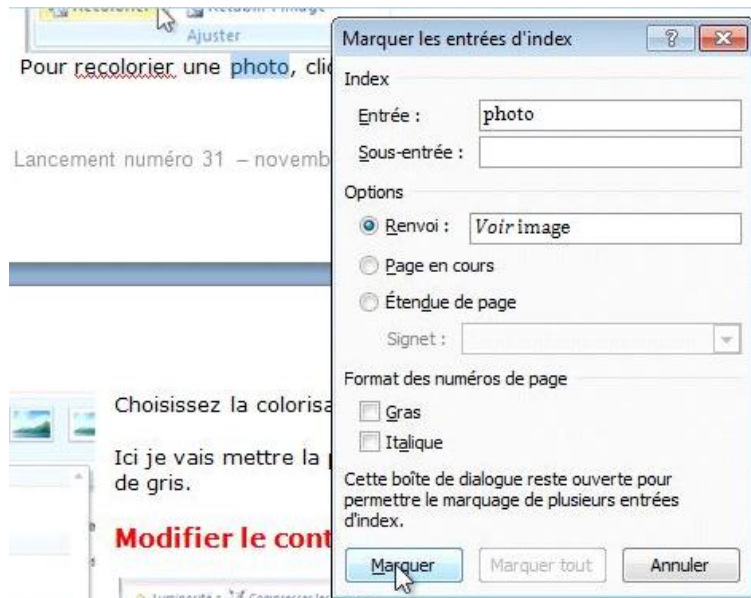 Ajuster
Pour recolorier une photo, clic
Lancement numéro 31 – novemb
Choisissez la colorisa
Ici je vais mettre la
de gris.
Modifier le cont
Marquer les entrées d'index
Index
Entrée : photo
Sous-entrée :
Options
Renvoi : Voir image
Page en cours
Étendue de page
Signet :
Format des numéros de page
Gras
Italique
Cette boîte de dialogue reste ouverte pour
permettre le marquage de plusieurs entrées
d'index.
Marquer Marquer tout Annuler